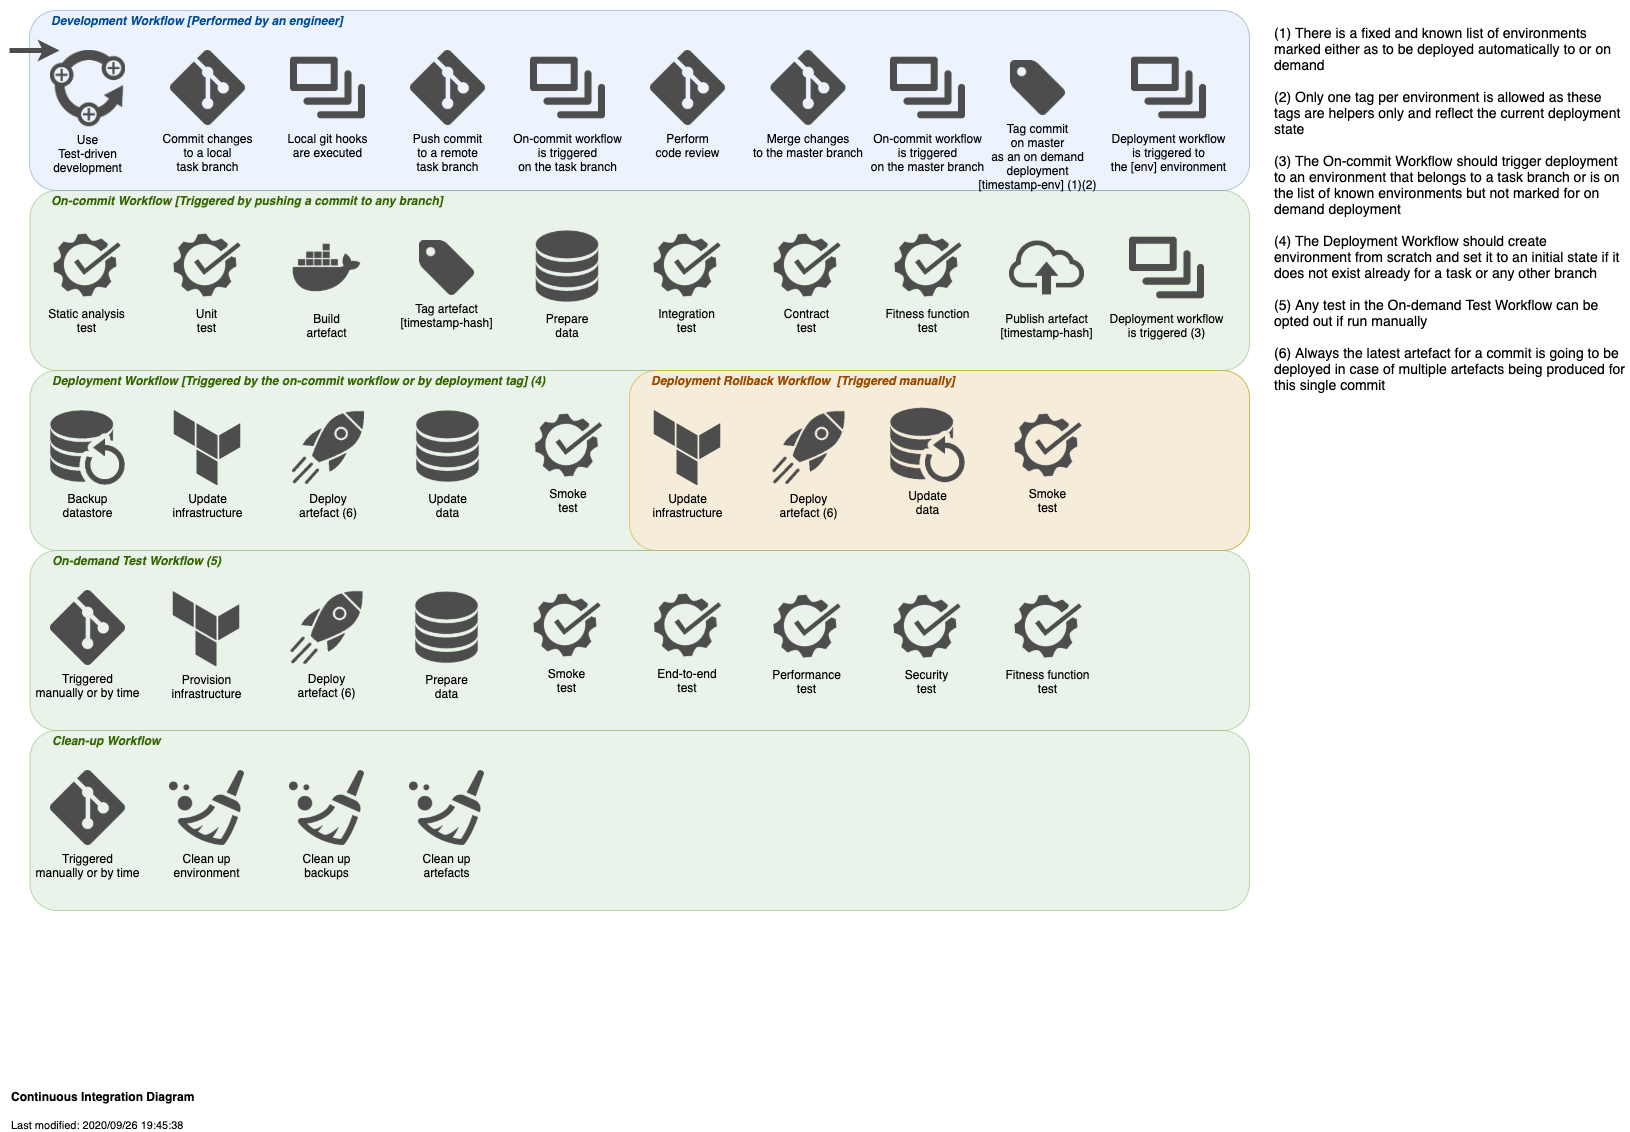 Development Workflow [Performed by an engineer]
Use
Test-driven
development
Commit changes
to a local
task branch
Local git hooks
are executed
Push commit
to a remote
task branch
On-commit workflow
is triggered
on the task branch
Perform
code review
Merge changes
to the master branch
On-commit workflow
is triggered
on the master branch
Tag commit
on master
as an on demand
deployment
[timestamp-env] (1)(2)
Deployment workflow
is triggered to
the [env] environment
On-commit Workflow [Triggered by pushing a commit to any branch]
Static analysis
test
Unit
test
Build
artefact
Tag artefact
[timestamp-hash]
Prepare
data
Integration
test
Contract
test
Fitness function
test
Publish artefact
[timestamp-hash]
Deployment workflow
is triggered (3)
Deployment Workflow [Triggered by the on-commit workflow or by deployment tag] (4)
Backup
datastore
Update
infrastructure
Deploy
artefact (6)
Update
data
Smoke
test
Deployment Rollback Workflow [Triggered manually]
Update
infrastructure
Deploy
artefact (6)
Update
data
Smoke
test
On-demand Test Workflow (5)
Triggered
manually or by time
Provision
infrastructure
Deploy
artefact (6)
Prepare
data
Smoke
test
End-to-end
test
Performance
test
Security
test
Fitness function
test
Clean-up Workflow
Triggered
manually or by time
Clean up
environment
Clean up
backups
Clean up
artefacts
(1) There is a fixed and known list of environments
marked either as to be deployed automatically to or on
demand
(2) Only one tag per environment is allowed as these
tags are helpers only and reflect the current deployment
state
(3) The On-commit Workflow should trigger deployment
to an environment that belongs to a task branch or is on
the list of known environments but not marked for on
demand deployment
(4) The Deployment Workflow should create
environment from scratch and set it to an initial state if it
does not exist already for a task or any other branch
(5) Any test in the On-demand Test Workflow can be
opted out if run manually
(6) Always the latest artefact for a commit is going to be
deployed in case of multiple artefacts being produced for
this single commit
Continuous Integration Diagram
Last modified: 2020/09/26 19:45:38